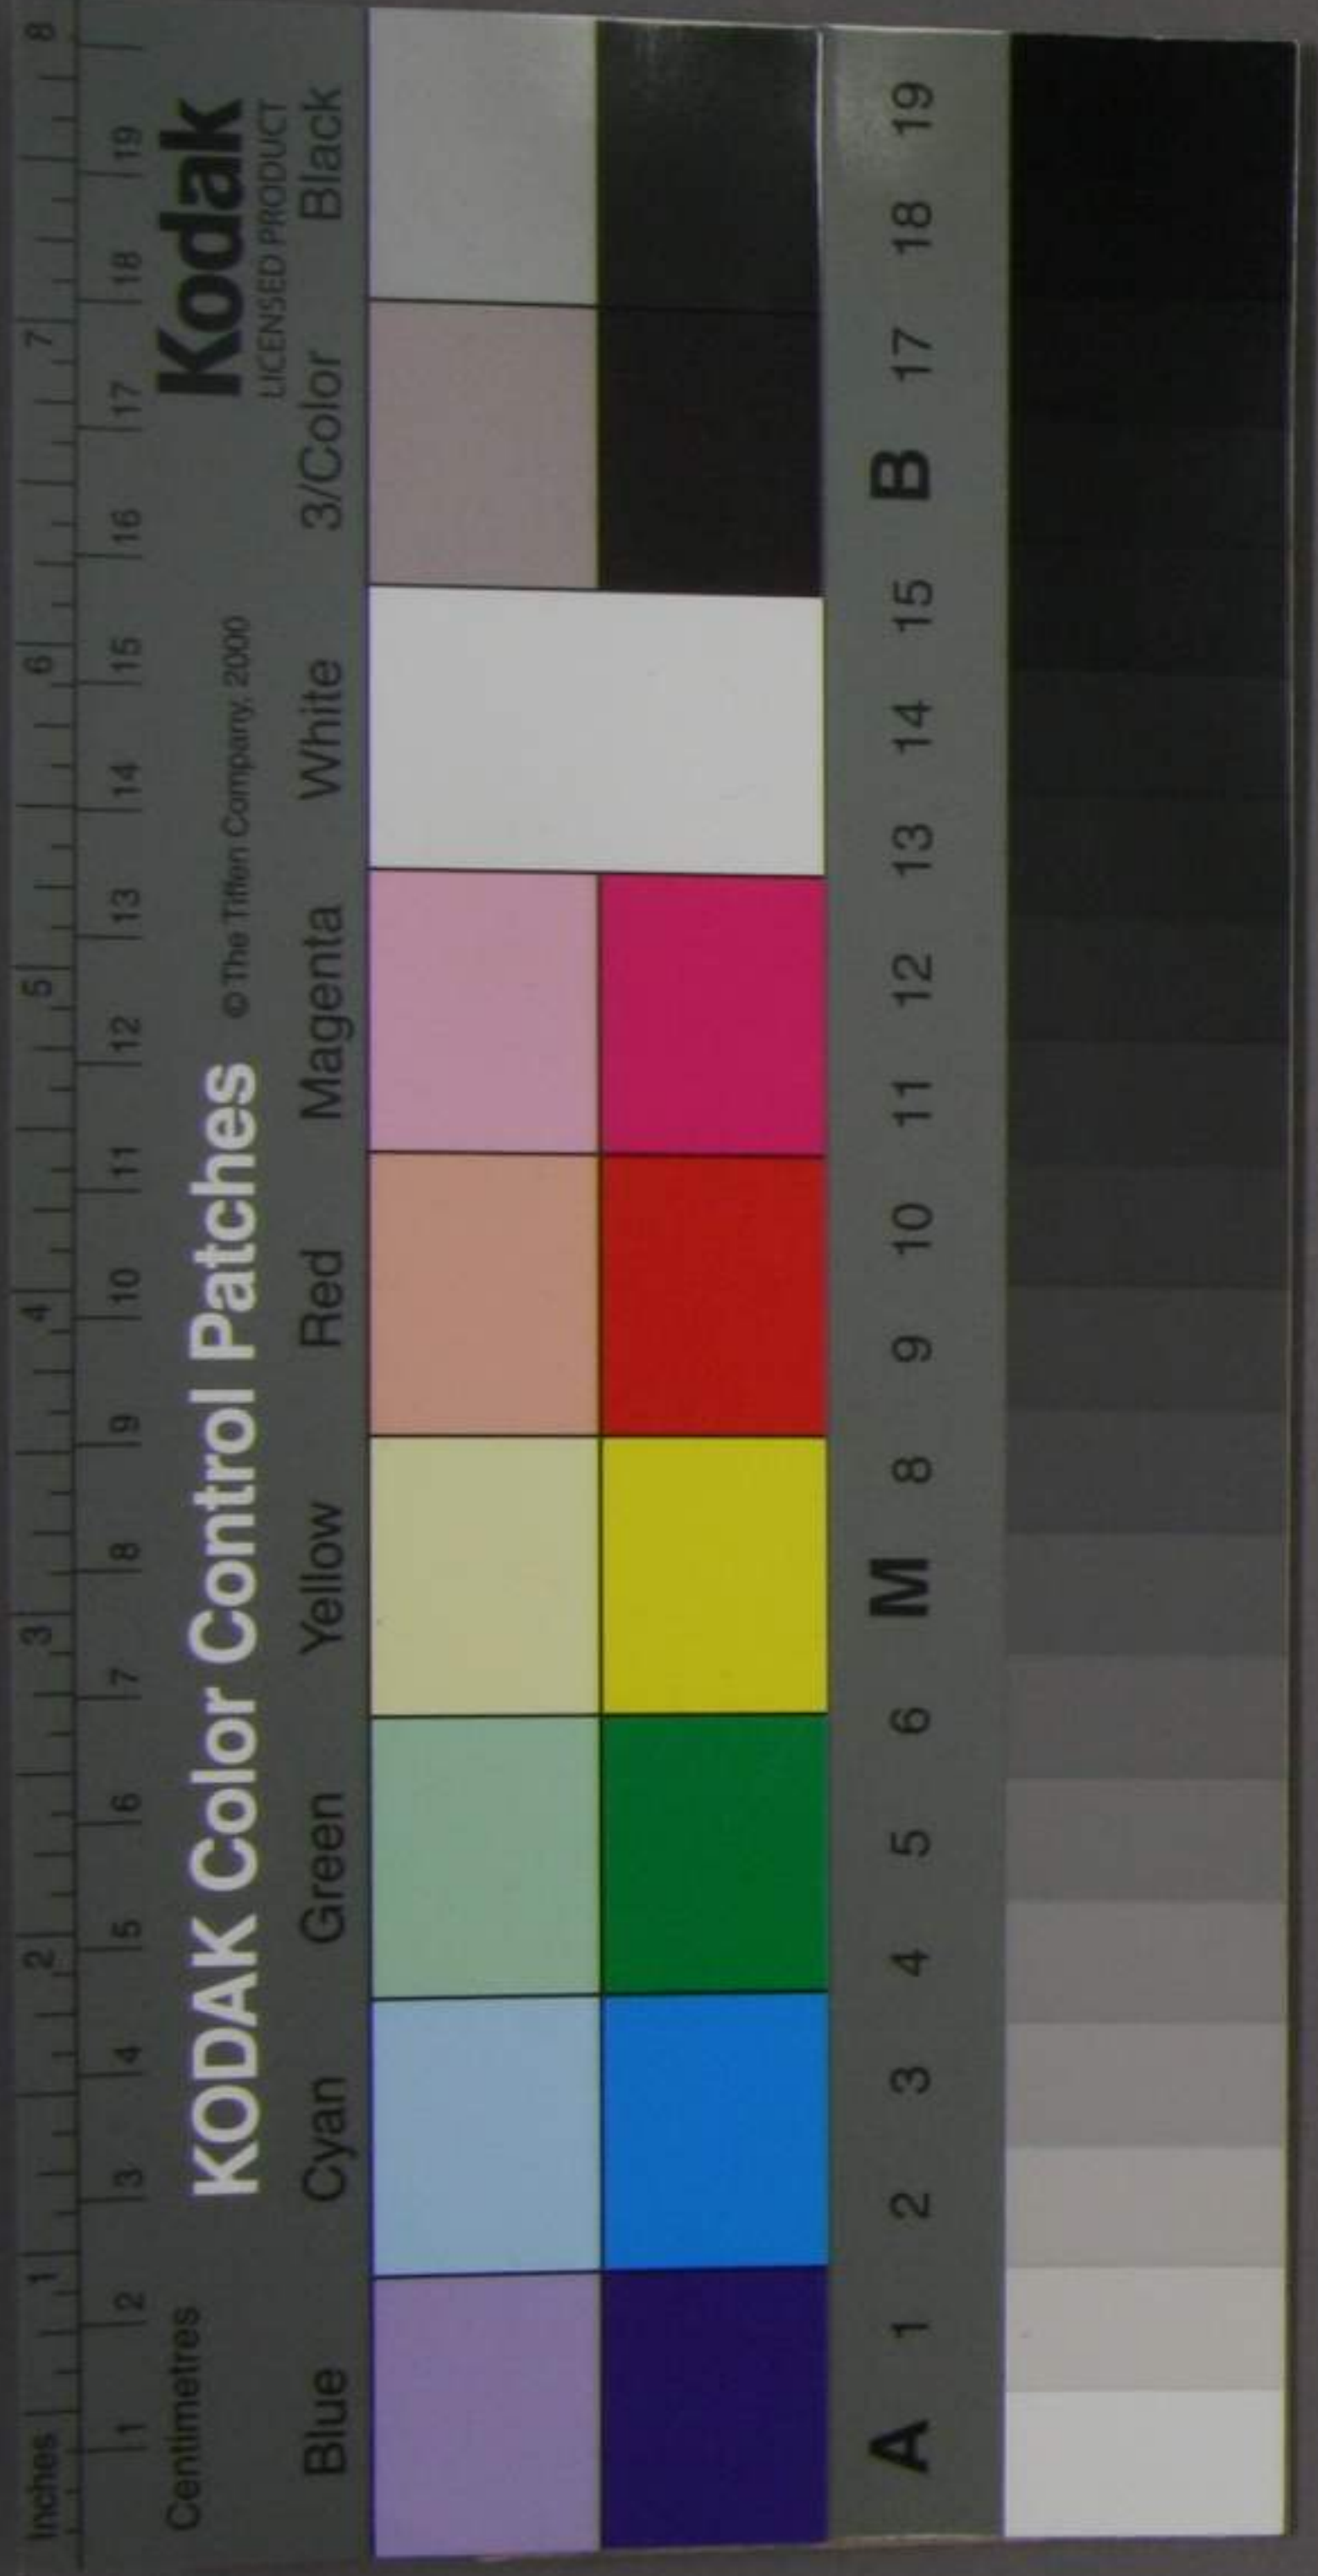 Inches 1 2 3 4 5 6 7 8
Centimetres 1 2 3 4 5 6 7 8 9 10 11 12 13 14 15 16 17 18 19
KODAK Color Control Patches © The Tiffen Company, 2000 Kodak
LICENSED PRODUCT
Blue Cyan Green Yellow Red Magenta White 3/Color Black
A 1 2 3 4 5 6 M 8 9 10 11 12 13 14 15 B 17 18 19